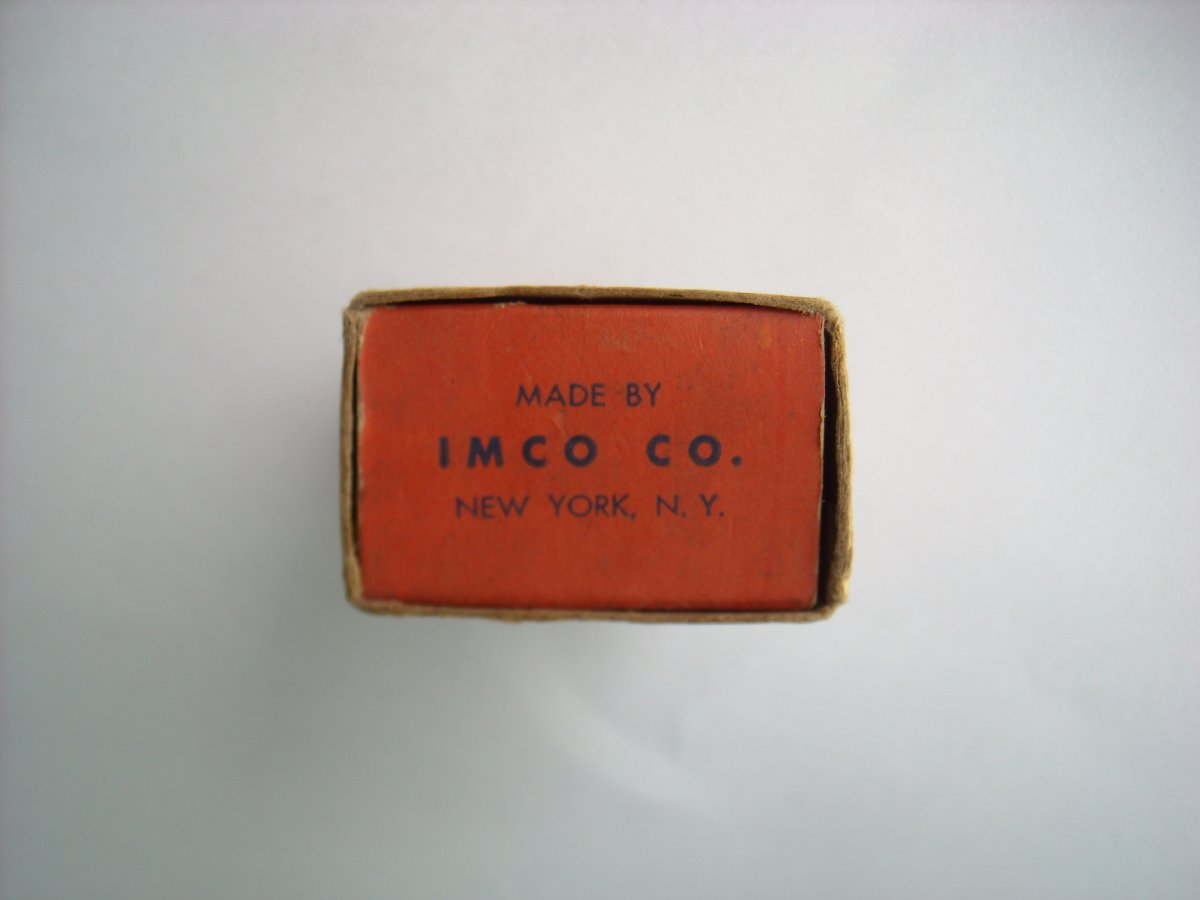 MADE BY
IMCO CO.
NEW YORK, N. Y.